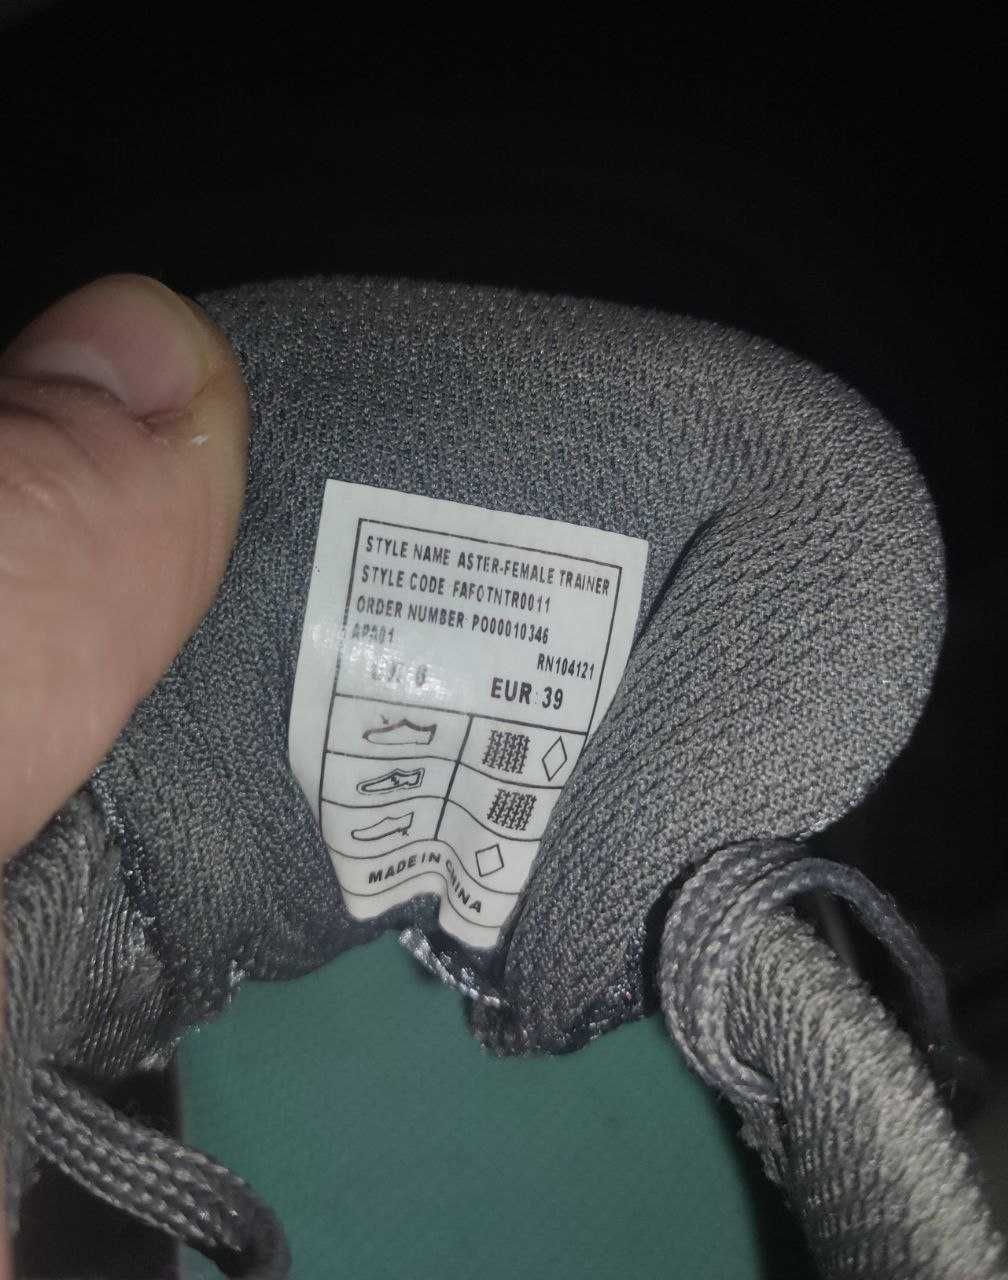 STYLE NAME ASTER-FEMALE TRAINER
STYLE CODE FAFOTNTR0011
ORDER NUMBER PO00010346
RN104121
EUR 39
MADE IN CHINA